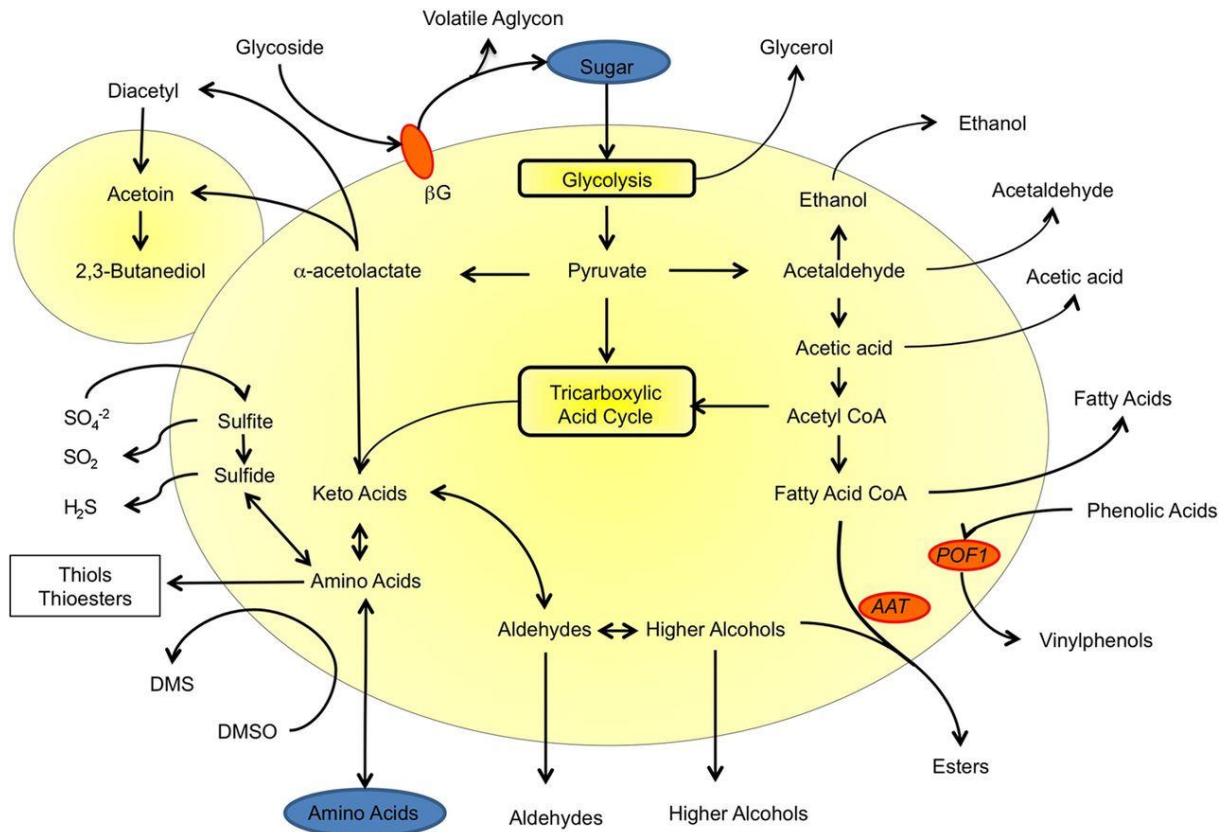 Volatile Aglycon
Glycoside
Sugar
Glycerol
Diacetyl
Ethanol
βG
Glycolysis
Ethanol
Acetaldehyde
Acetoin
2,3-Butanediol
α-acetolactate
Pyruvate
Acetaldehyde
Acetic acid
Acetic acid
SO₄⁻²
Sulfite
Tricarboxylic
Acid Cycle
Acetyl CoA
Fatty Acids
SO₂
Sulfide
H₂S
Keto Acids
Fatty Acid CoA
Phenolic Acids
POF1
Thiols
Thioesters
Amino Acids
AAT
Aldehydes
Higher Alcohols
Vinylphenols
DMS
DMSO
Esters
Amino Acids
Aldehydes
Higher Alcohols